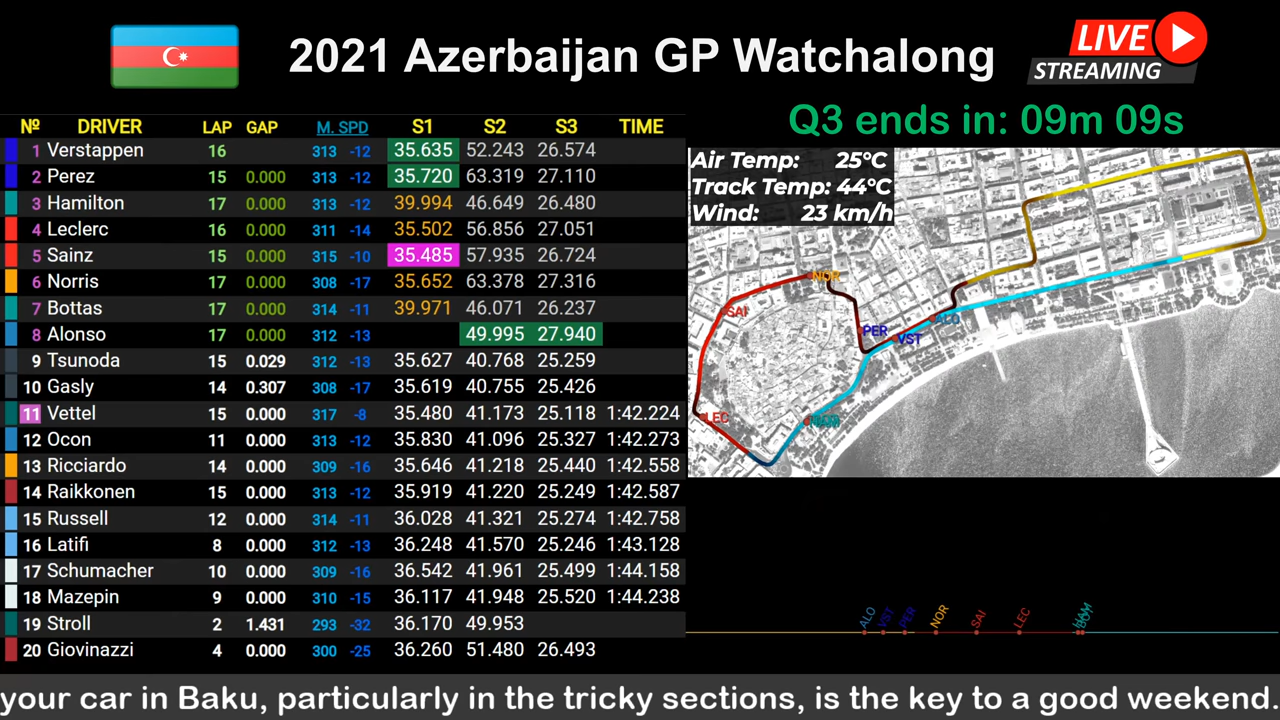 2021 Azerbaijan GP Watchalong
LIVE
STREAMING
Q3 ends in: 09m 09s
Nº DRIVER LAP GAP M. SPD S1 S2 S3 TIME
1 Verstappen 16 313 -12 35.635 52.243 26.574
2 Perez 15 0.000 313 -12 35.720 63.319 27.110
3 Hamilton 17 0.000 313 -12 39.994 46.649 26.480
4 Leclerc 16 0.000 311 -14 35.502 56.856 27.051
5 Sainz 15 0.000 315 -10 35.485 57.935 26.724
6 Norris 17 0.000 308 -17 35.652 63.378 27.316
7 Bottas 17 0.000 314 -11 39.971 46.071 26.237
8 Alonso 17 0.000 312 -13 49.995 27.940
9 Tsunoda 15 0.029 312 -13 35.627 40.768 25.259
10 Gasly 14 0.307 308 -17 35.619 40.755 25.426
11 Vettel 15 0.000 317 -8 35.480 41.173 25.118 1:42.224
12 Ocon 11 0.000 313 -12 35.830 41.096 25.327 1:42.273
13 Ricciardo 14 0.000 309 -16 35.646 41.218 25.440 1:42.558
14 Raikkonen 15 0.000 313 -12 35.919 41.220 25.249 1:42.587
15 Russell 12 0.000 314 -11 36.028 41.321 25.274 1:42.758
16 Latifi 8 0.000 312 -13 36.248 41.570 25.246 1:43.128
17 Schumacher 10 0.000 309 -16 36.542 41.961 25.499 1:44.158
18 Mazepin 9 0.000 310 -15 36.117 41.948 25.520 1:44.238
19 Stroll 2 1.431 293 -32 36.170 49.953
20 Giovinazzi 4 0.000 300 -25 36.260 51.480 26.493
Air Temp: 25°C
Track Temp: 44°C
Wind: 23 km/h
NOR
SAI
PER
ALO
VST
LEC
ALO VST PER NOR SAI LEC HAM
your car in Baku, particularly in the tricky sections, is the key to a good weekend.